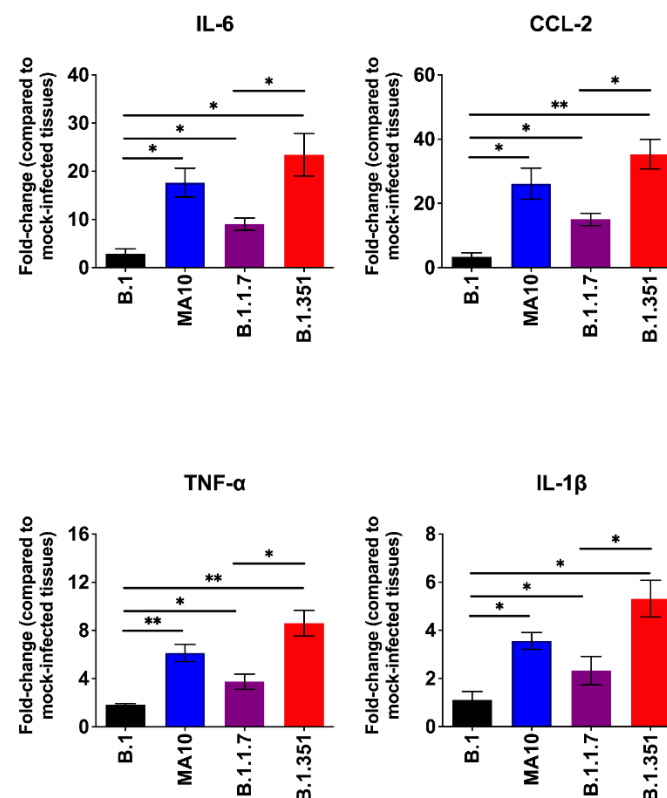 IL-6
Fold-change (compared to
mock-infected tissues)
40
30
20
10
0
*
*
*
*
B.1
MA10
B.1.1.7
B.1.351
CCL-2
Fold-change (compared to
mock-infected tissues)
60
40
20
0
*
**
*
*
B.1
MA10
B.1.1.7
B.1.351
TNF-α
Fold-change (compared to
mock-infected tissues)
16
12
8
4
0
*
**
*
**
B.1
MA10
B.1.1.7
B.1.351
IL-1β
Fold-change (compared to
mock-infected tissues)
8
6
4
2
0
*
*
*
*
B.1
MA10
B.1.1.7
B.1.351